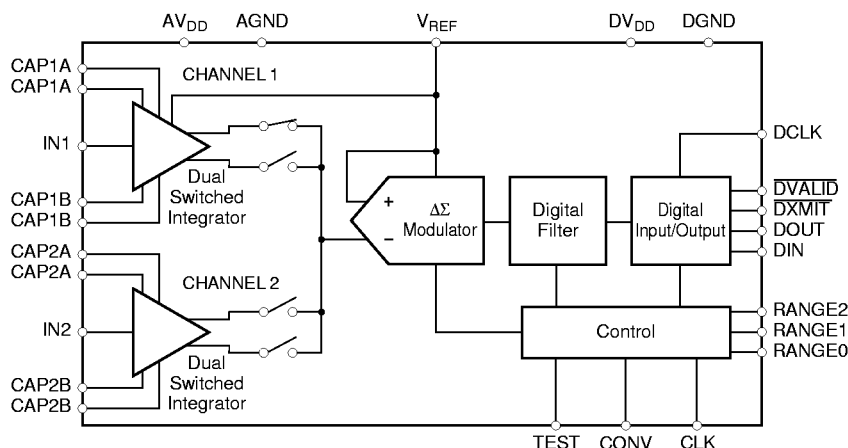 AVDD AGND VREF DVDD DGND
CAP1A
CAP1A
CHANNEL 1
IN1
DCLK
Dual
Switched
Integrator
CAP1B
CAP1B
+
−
ΔΣ
Modulator
Digital
Filter
Digital
Input/Output
DVALID
DXMIT
DOUT
DIN
CAP2A
CAP2A
CHANNEL 2
IN2
Dual
Switched
Integrator
CAP2B
CAP2B
Control
RANGE2
RANGE1
RANGE0
TEST CONV CLK